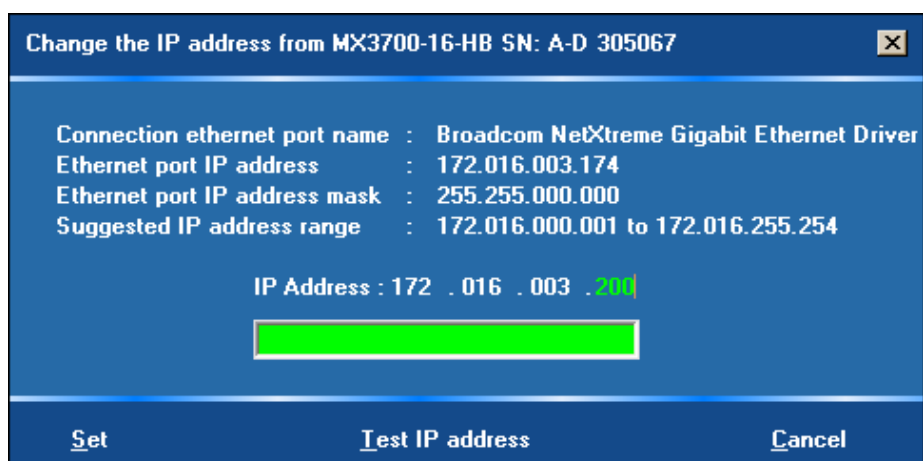 Change the IP address from MX3700-16-HB SN: A-D 305067
Connection ethernet port name : Broadcom NetXtreme Gigabit Ethernet Driver
Ethernet port IP address : 172.016.003.174
Ethernet port IP address mask : 255.255.000.000
Suggested IP address range : 172.016.000.001 to 172.016.255.254
IP Address : 172 . 016 . 003 . 200
Set Test IP address Cancel